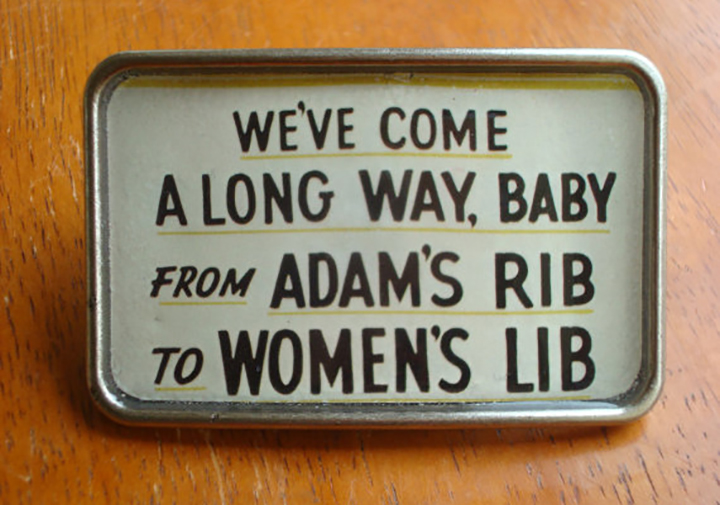 WE'VE COME
A LONG WAY, BABY
FROM ADAM'S RIB
TO WOMEN'S LIB